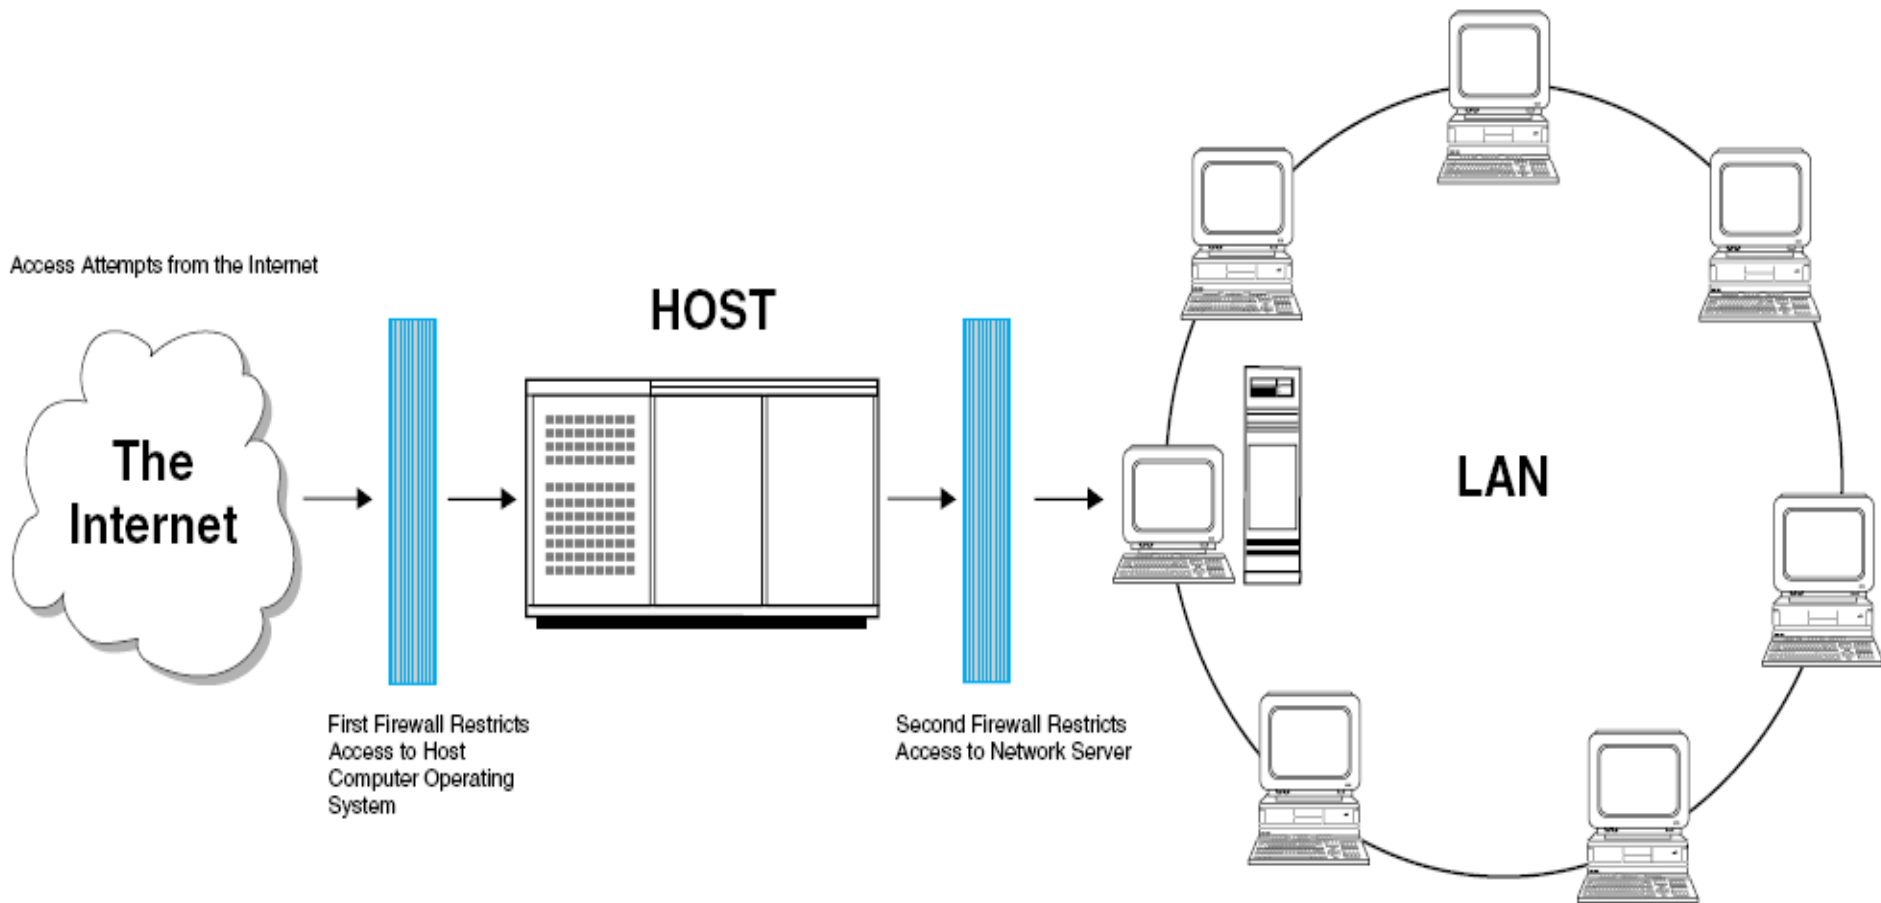 Access Attempts from the Internet
The
Internet
HOST
LAN
First Firewall Restricts
Access to Host
Computer Operating
System
Second Firewall Restricts
Access to Network Server